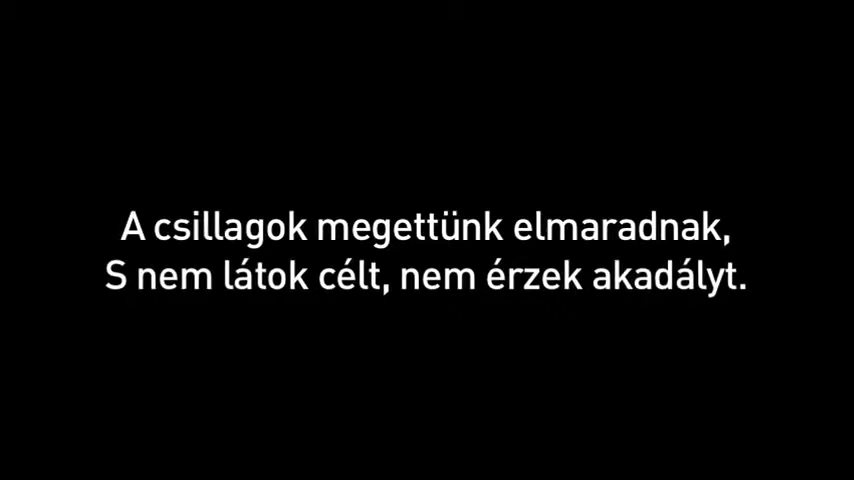 A csillagok megettünk elmaradnak,
S nem látok célt, nem érzek akadályt.